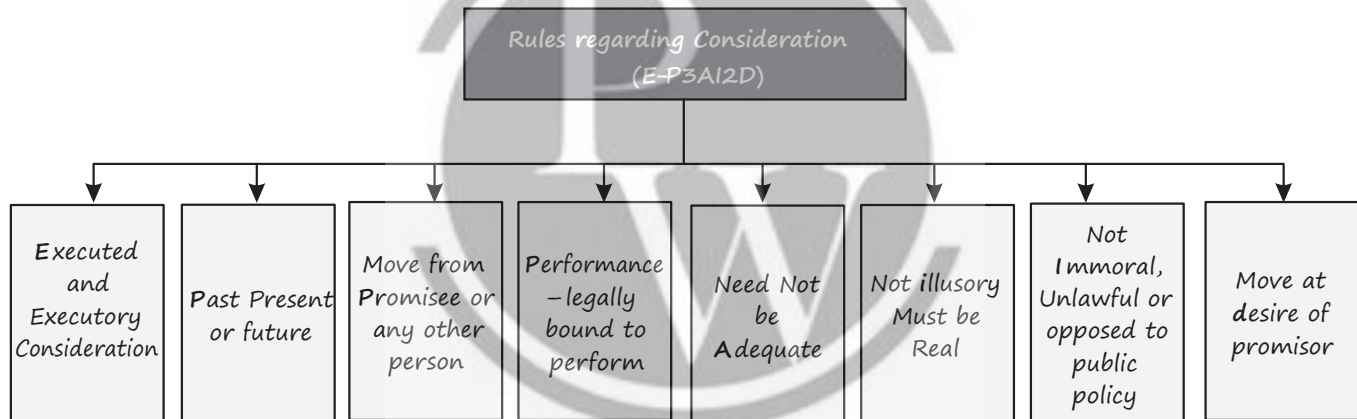 Rules regarding Consideration
(E-P3AI2D)
Executed
and
Executory
Consideration
Past Present
or future
Move from
Promisee or
any other
person
Performance
–legally
bound to
perform
Need Not
be
Adequate
Not illusory
Must be
Real
Not
Immoral,
Unlawful or
opposed to
public
policy
Move at
desire of
promisor
PW